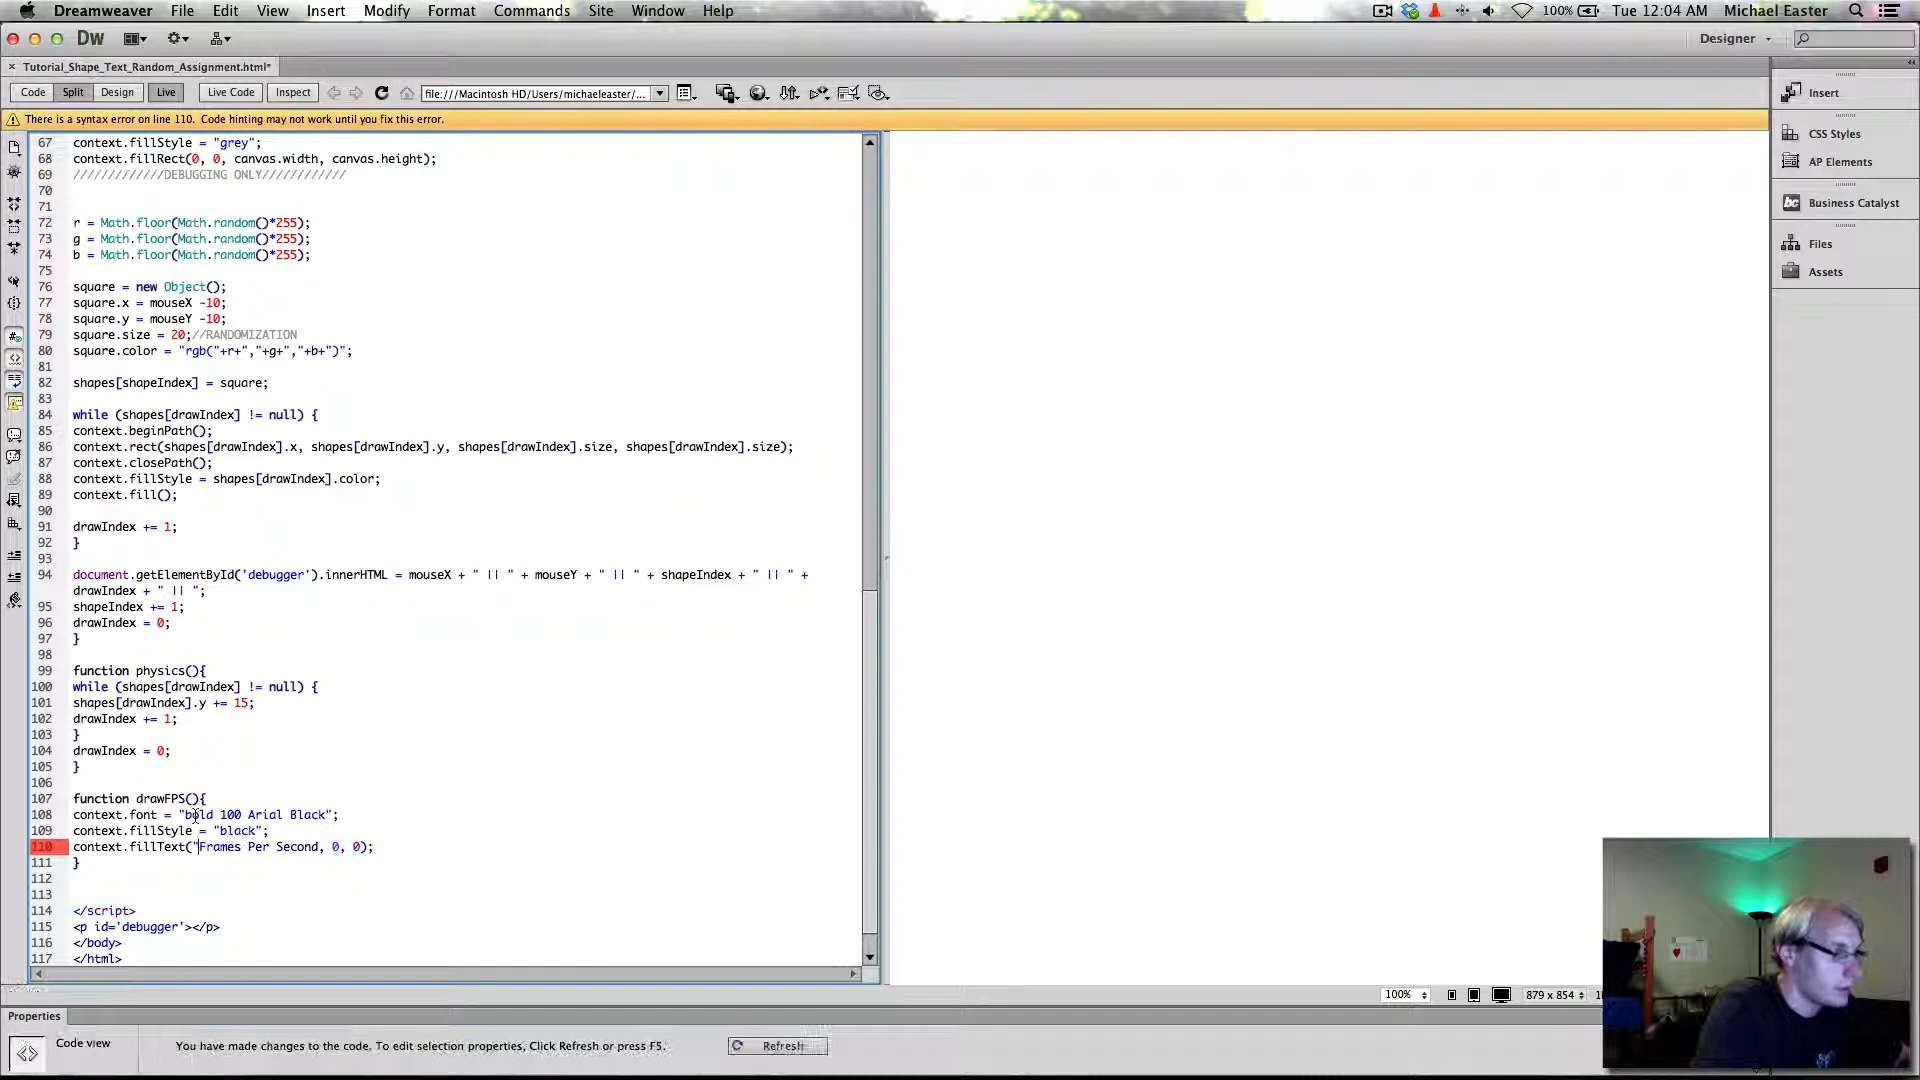 Dreamweaver File Edit View Insert Modify Format Commands Site Window Help 100% Tue 12:04 AM Michael Easter
Dw Designer
Tutorial_Shape_Text_Random_Assignment.html*
Code Split Design Live Live Code Inspect file:///Macintosh HD/Users/michaeleaster/...
There is a syntax error on line 110. Code hinting may not work until you fix this error.
67 context.fillStyle = "grey";
68 context.fillRect(0, 0, canvas.width, canvas.height);
69 /////////////DEBUGGING ONLY////////////
70
71
72 r = Math.floor(Math.random()*255);
73 g = Math.floor(Math.random()*255);
74 b = Math.floor(Math.random()*255);
75
76 square = new Object();
77 square.x = mouseX -10;
78 square.y = mouseY -10;
79 square.size = 20;//RANDOMIZATION
80 square.color = "rgb("+r+","+g+","+b+")";
81
82 shapes[shapeIndex] = square;
83
84 while (shapes[drawIndex] != null) {
85 context.beginPath();
86 context.rect(shapes[drawIndex].x, shapes[drawIndex].y, shapes[drawIndex].size, shapes[drawIndex].size);
87 context.closePath();
88 context.fillStyle = shapes[drawIndex].color;
89 context.fill();
90
91 drawIndex += 1;
92 }
93
94 document.getElementById('debugger').innerHTML = mouseX + " || " + mouseY + " || " + shapeIndex + " || " +
drawIndex + " || ";
95 shapeIndex += 1;
96 drawIndex = 0;
97 }
98
99 function physics(){
100 while (shapes[drawIndex] != null) {
101 shapes[drawIndex].y += 15;
102 drawIndex += 1;
103 }
104 drawIndex = 0;
105 }
106
107 function drawFPS(){
108 context.font = "bold 100 Arial Black";
109 context.fillStyle = "black";
110 context.fillText("Frames Per Second, 0, 0);
111 }
112
113
114 </script>
115 <p id='debugger'></p>
116 </body>
117 </html>
Insert
CSS Styles
AP Elements
Business Catalyst
Files
Assets
100% 879 x 854
Properties
Code view You have made changes to the code. To edit selection properties, Click Refresh or press F5. Refresh